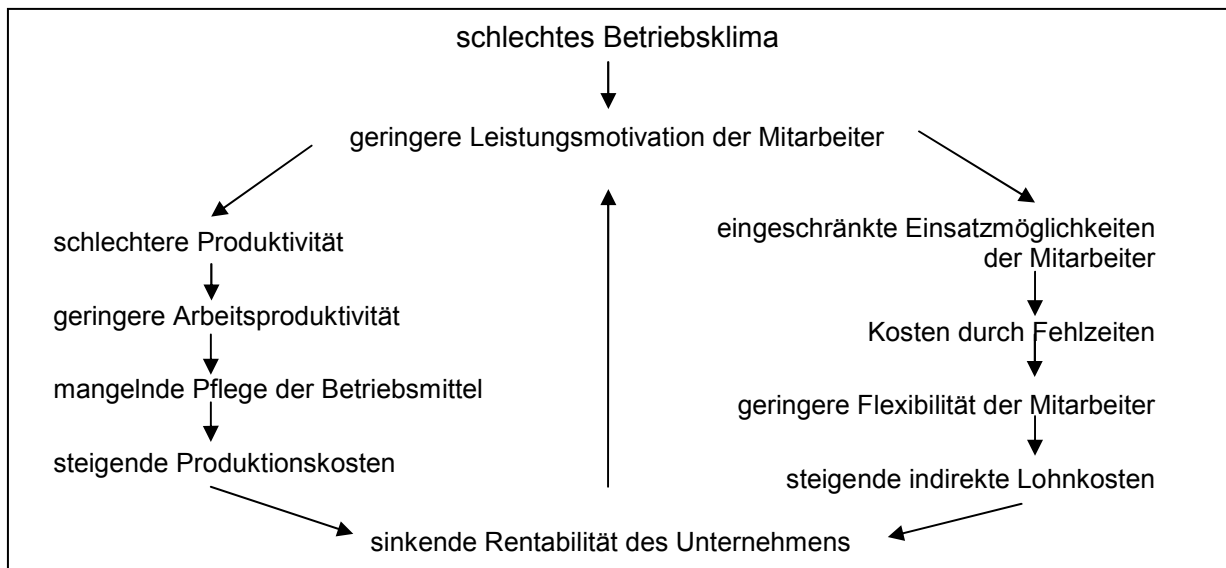 schlechtes Betriebsklima
geringere Leistungsmotivation der Mitarbeiter
schlechtere Produktivität
geringere Arbeitsproduktivität
mangelnde Pflege der Betriebsmittel
steigende Produktionskosten
eingeschränkte Einsatzmöglichkeiten
der Mitarbeiter
Kosten durch Fehlzeiten
geringere Flexibilität der Mitarbeiter
steigende indirekte Lohnkosten
sinkende Rentabilität des Unternehmens